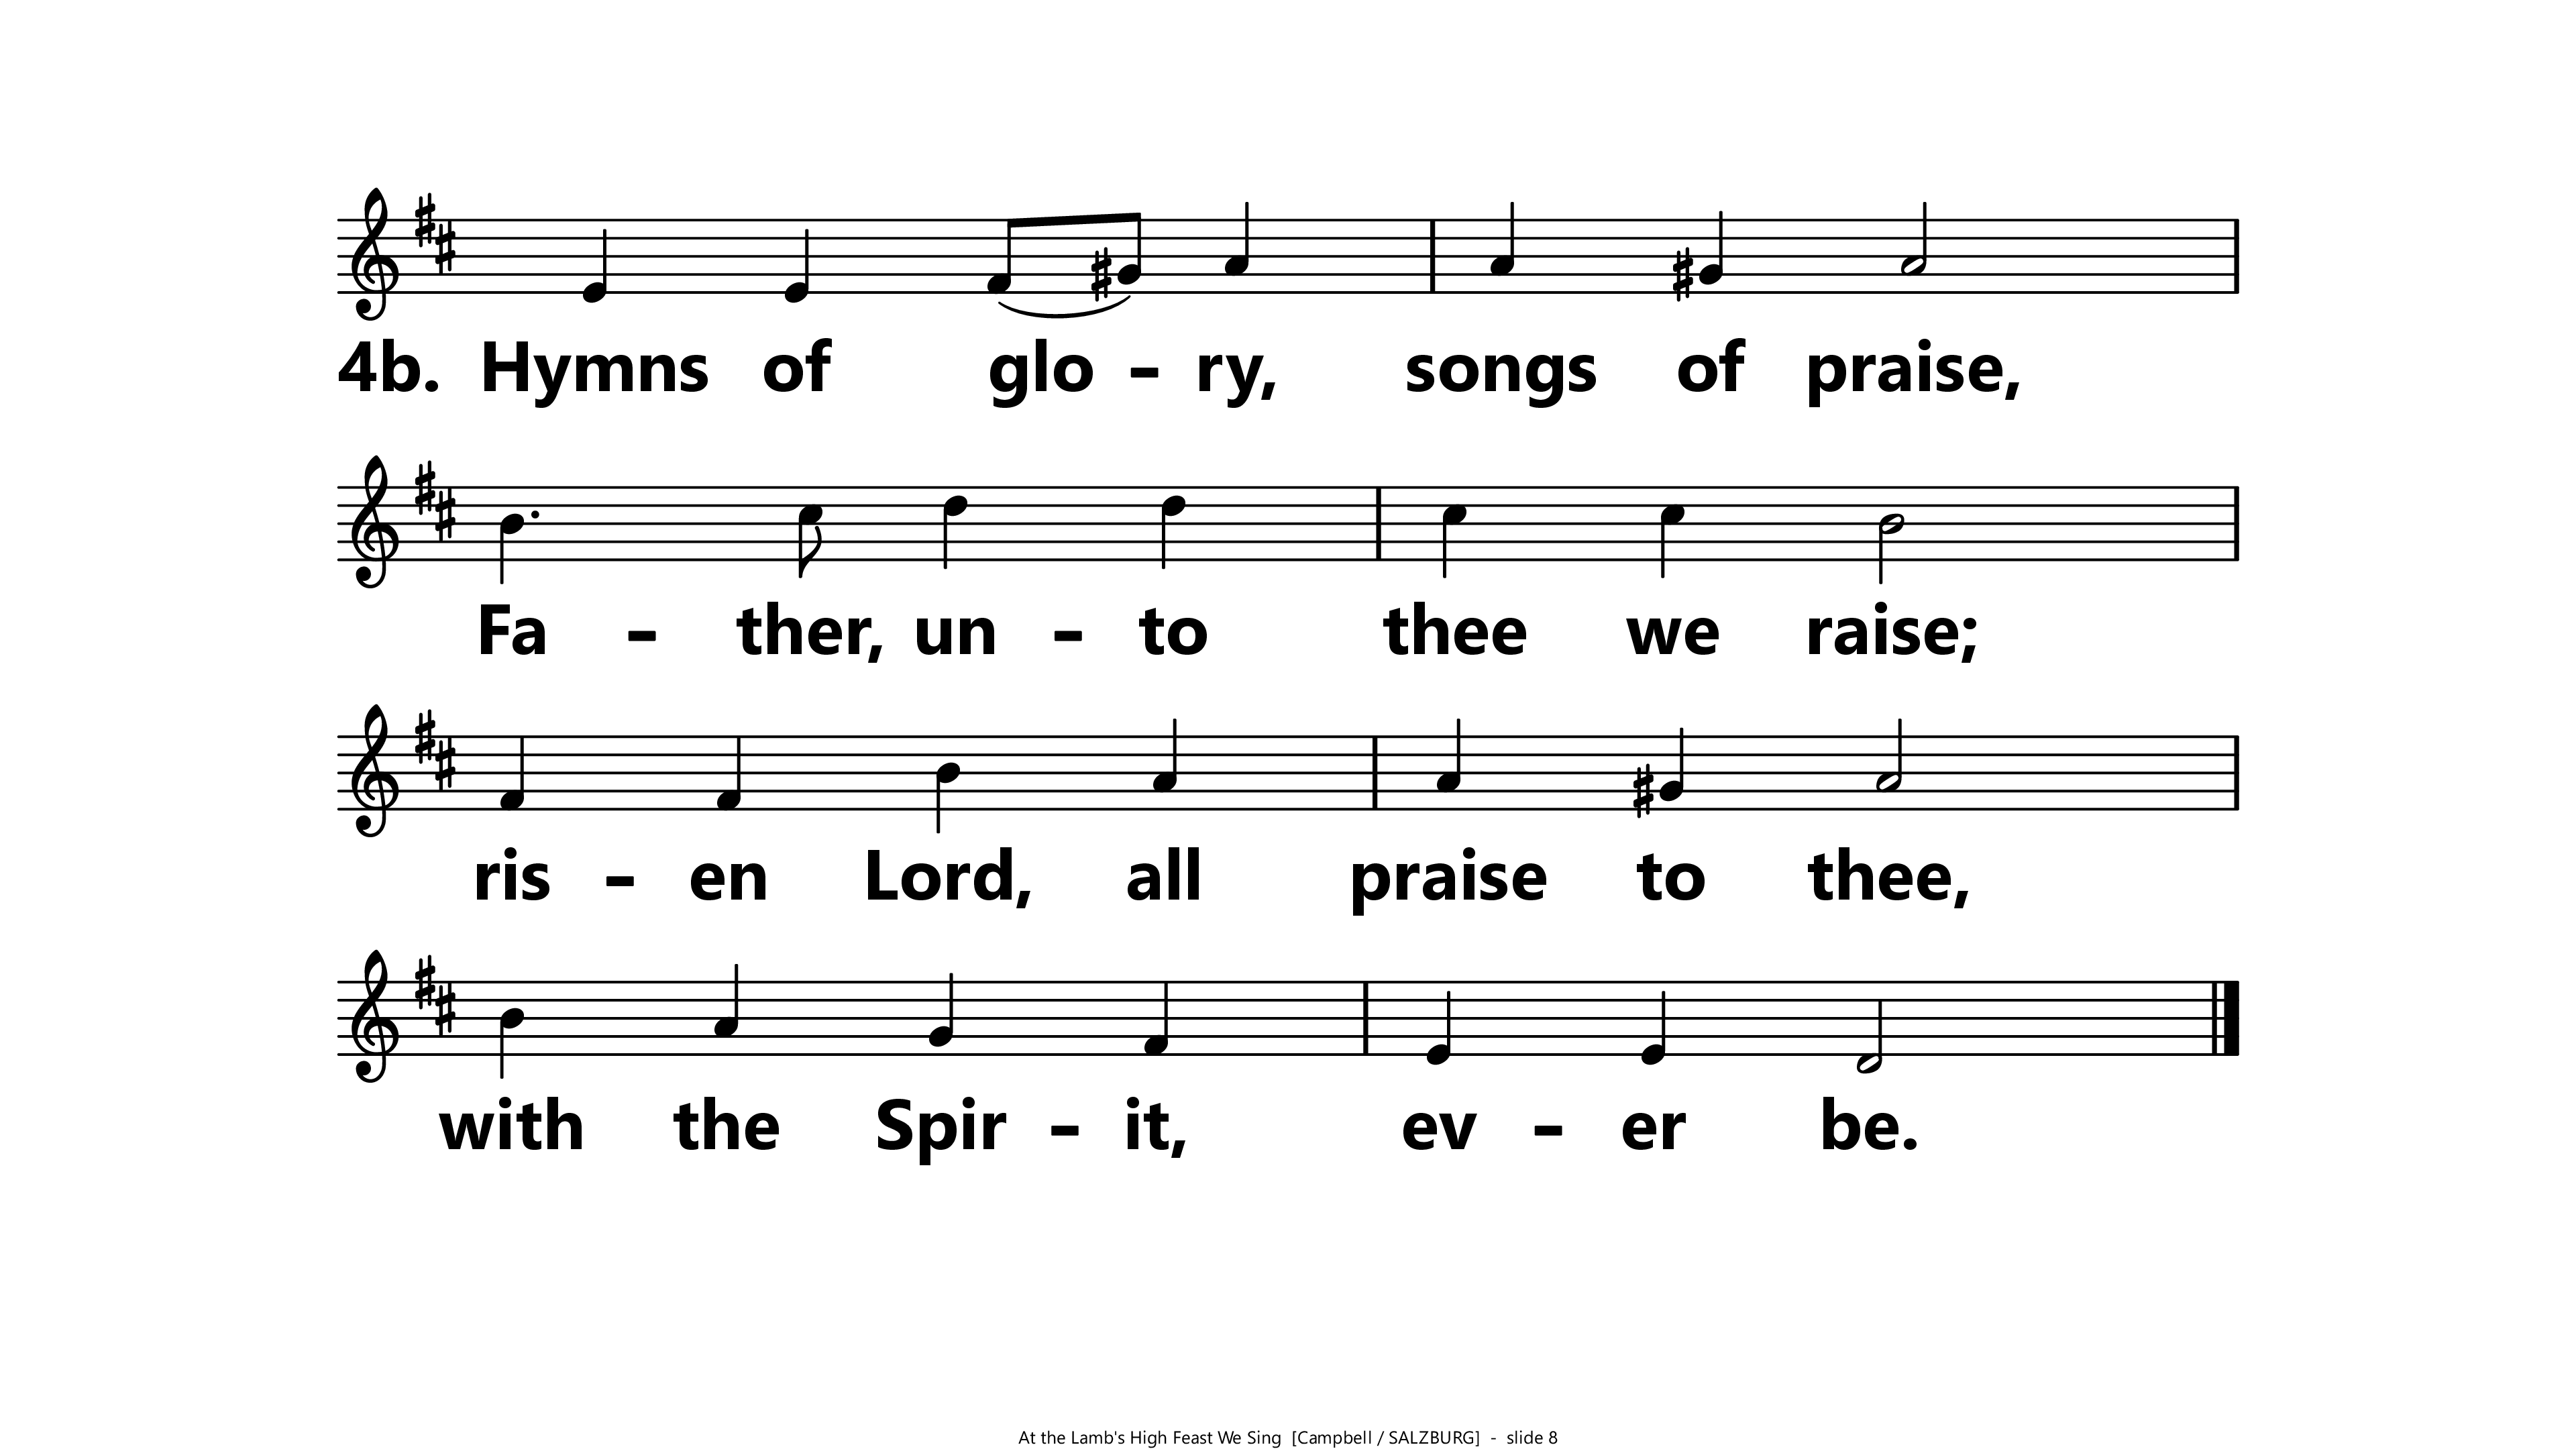 4b. Hymns of glo - ry, songs of praise,
Fa - ther, un - to thee we raise;
ris - en Lord, all praise to thee,
with the Spir - it, ev - er be.
At the Lamb's High Feast We Sing [Campbell / SALZBURG] - slide 8